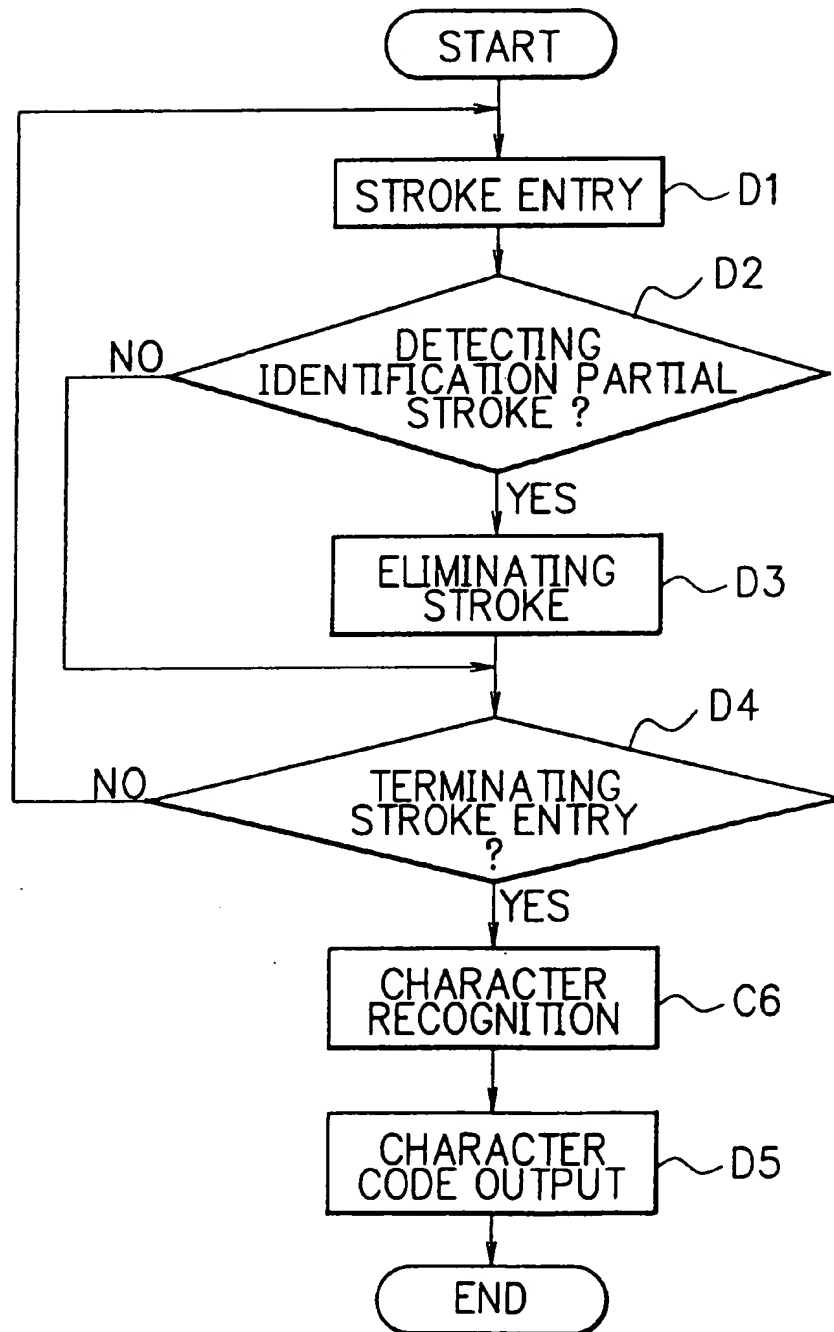 START
STROKE ENTRY
D1
D2
DETECTING
IDENTIFICATION PARTIAL
STROKE ?
NO
YES
ELIMINATING
STROKE
D3
D4
NO
TERMINATING
STROKE ENTRY
?
YES
CHARACTER
RECOGNITION
C6
CHARACTER
CODE OUTPUT
D5
END